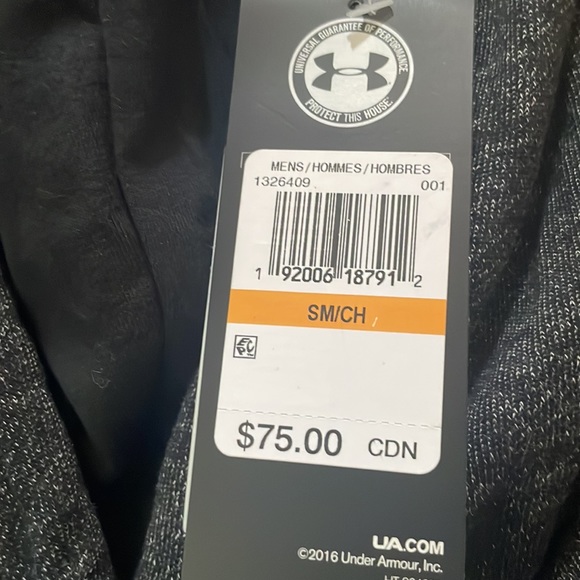 UNIVERSAL GUARANTEE OF PERFORMANCE
PROTECT THIS HOUSE
MENS/HOMMES/HOMBRES
1326409 001
1 92006 18791 2
SM/CH
$75.00 CDN
UA.COM
©2016 Under Armour, Inc.